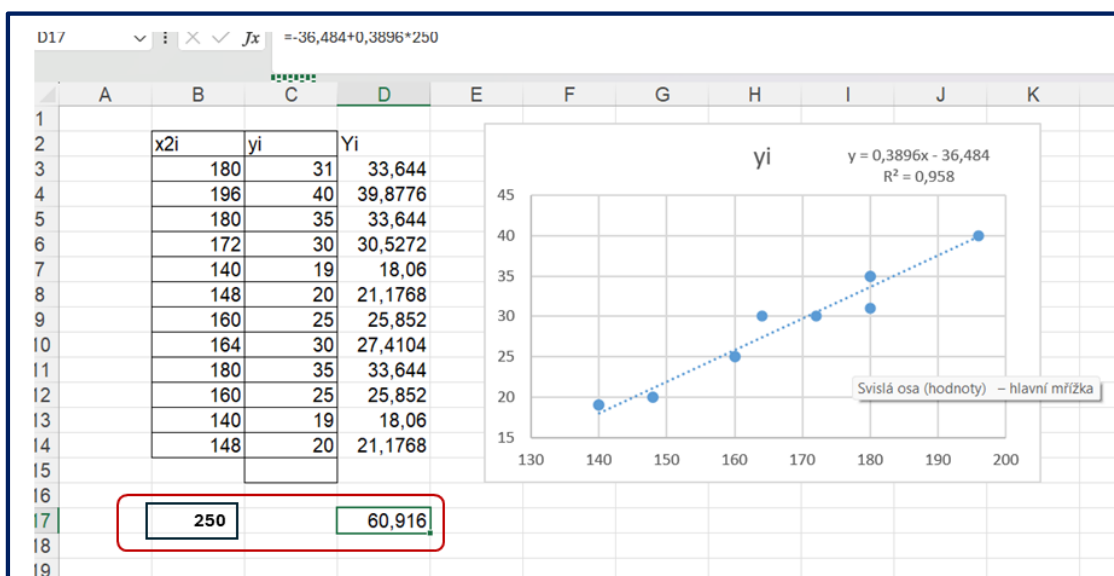 D17 =-36,484+0,3896*250
A B C D E F G H I J K
1
2 x2i yi Yi
3 180 31 33,644
4 196 40 39,8776
5 180 35 33,644
6 172 30 30,5272
7 140 19 18,06
8 148 20 21,1768
9 160 25 25,852
10 164 30 27,4104
11 180 35 33,644
12 160 25 25,852
13 140 19 18,06
14 148 20 21,1768
15
16
17 250 60,916
18
19
yi
y = 0,3896x - 36,484
R² = 0,958
45
40
35
30
25
20
15
130 140 150 160 170 180 190 200
Svislá osa (hodnoty) – hlavní mřížka